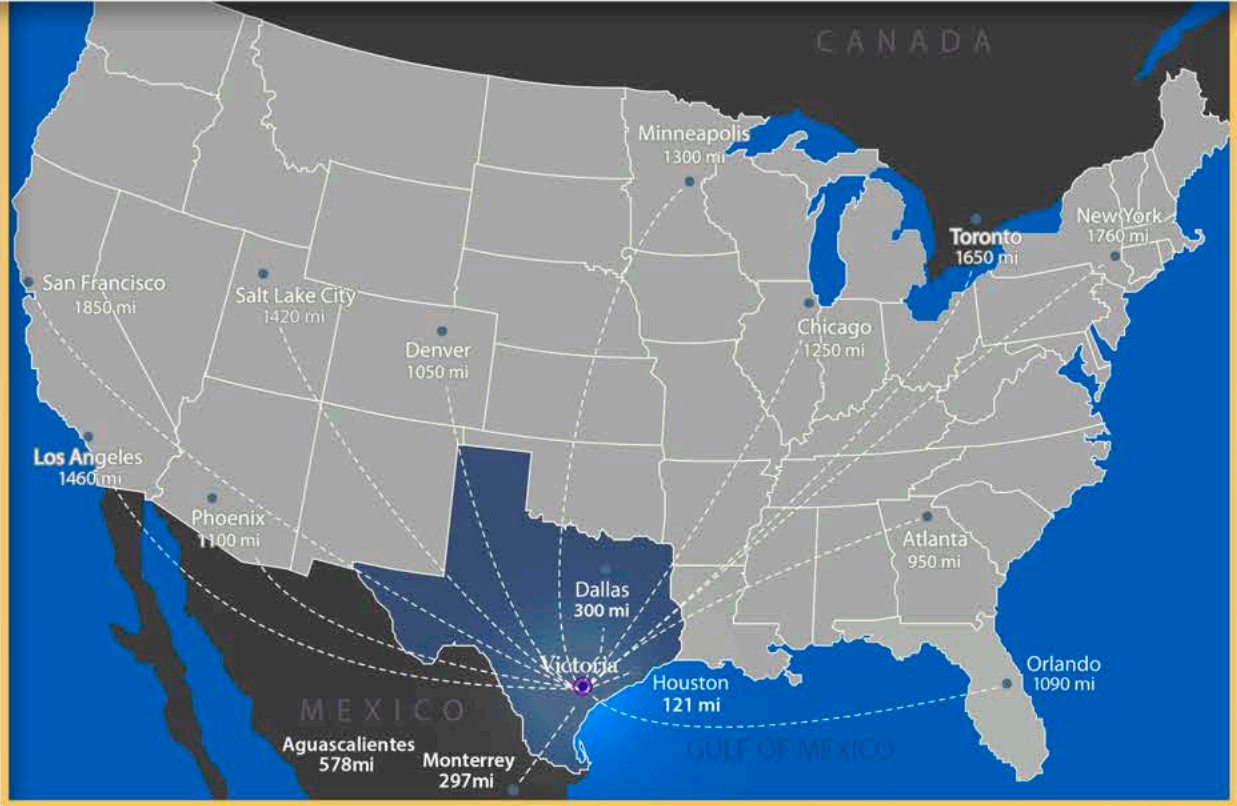 CANADA
Minneapolis
1300 mi
New York
1760 mi
Toronto
1650 mi
San Francisco
1850 mi
Salt Lake City
1420 mi
Denver
1050 mi
Chicago
1250 mi
Los Angeles
1460 mi
Phoenix
1100 mi
Atlanta
950 mi
Dallas
300 mi
Victoria
Houston
121 mi
Orlando
1090 mi
MEXICO
GULF OF MEXICO
Aguascalientes
578mi
Monterrey
297mi